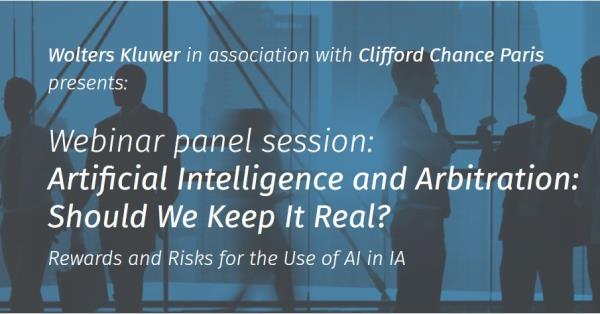 Wolters Kluwer in association with Clifford Chance Paris
presents:
Webinar panel session:
Artificial Intelligence and Arbitration:
Should We Keep It Real?
Rewards and Risks for the Use of AI in IA